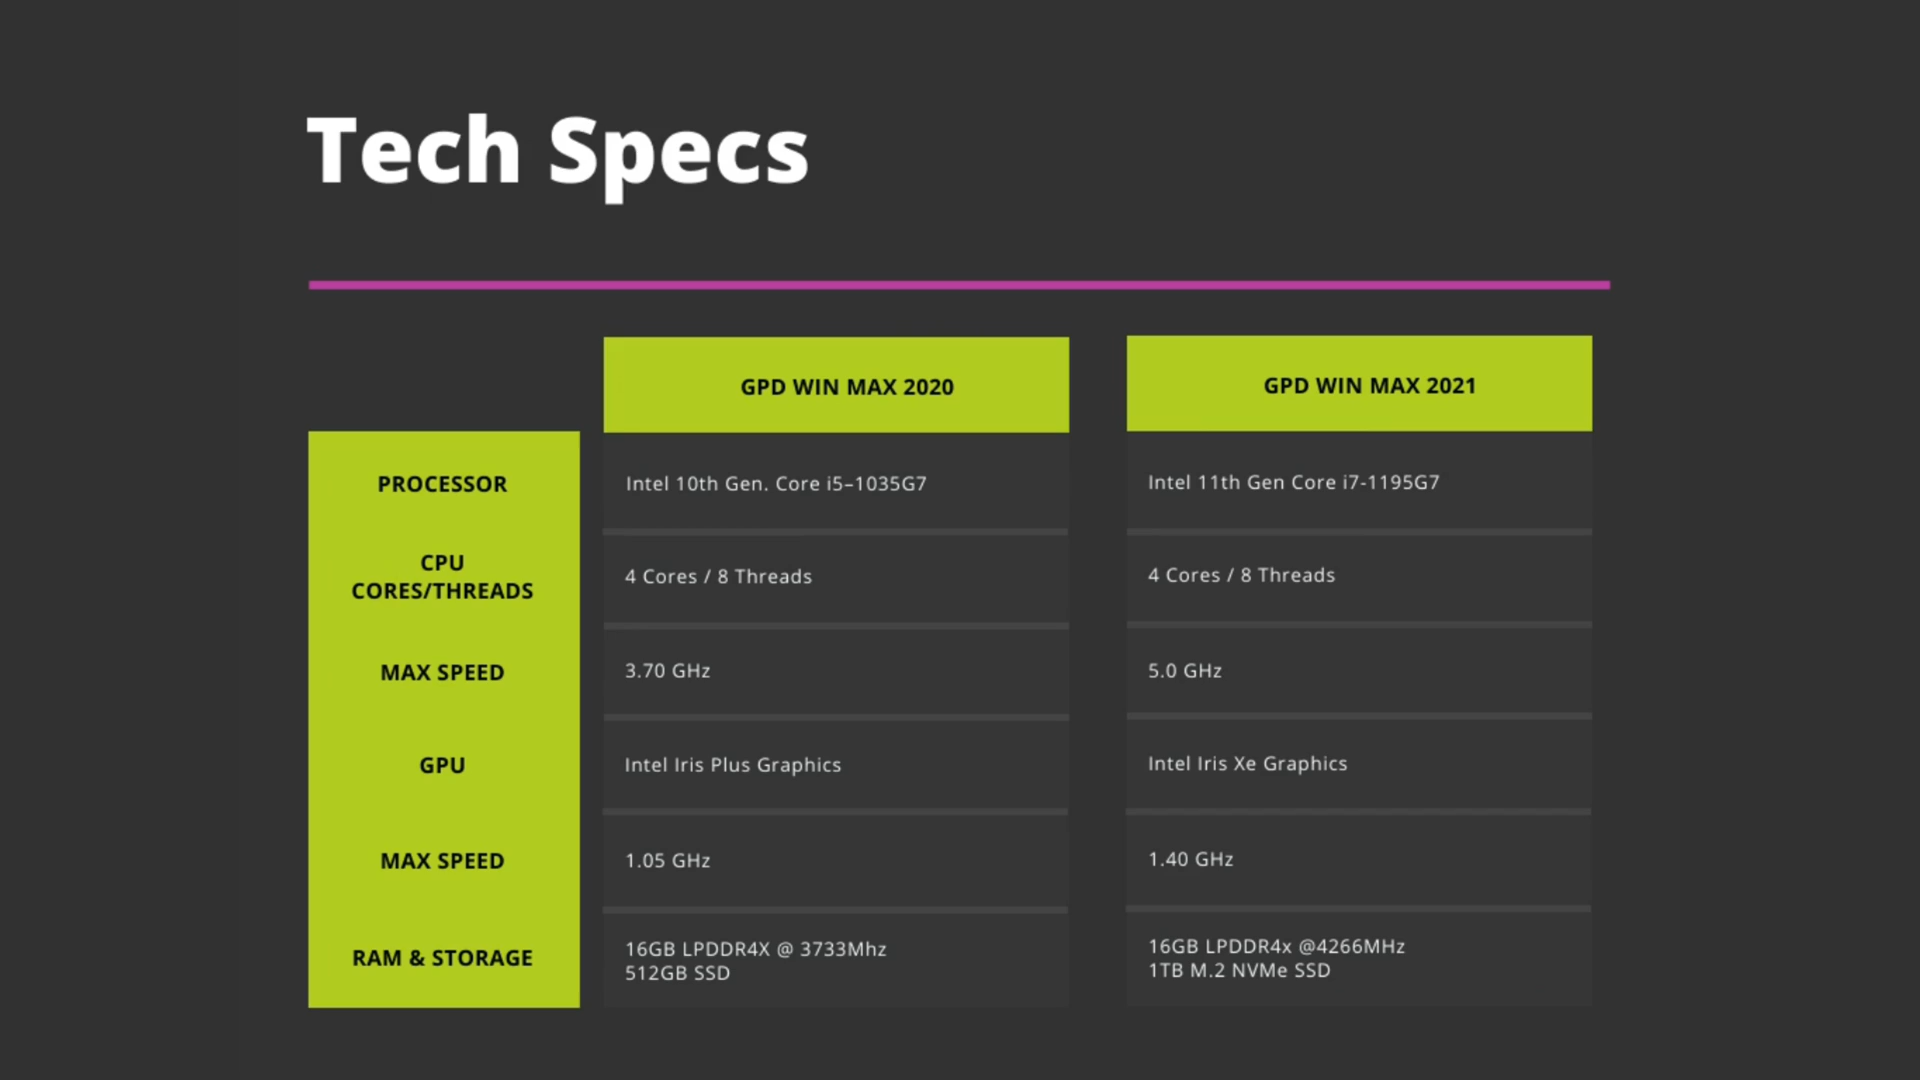 Tech Specs
GPD WIN MAX 2020
GPD WIN MAX 2021
PROCESSOR
Intel 10th Gen. Core i5–1035G7
Intel 11th Gen Core i7-1195G7
CPU
CORES/THREADS
4 Cores / 8 Threads
4 Cores / 8 Threads
MAX SPEED
3.70 GHz
5.0 GHz
GPU
Intel Iris Plus Graphics
Intel Iris Xe Graphics
MAX SPEED
1.05 GHz
1.40 GHz
RAM & STORAGE
16GB LPDDR4X @ 3733Mhz
512GB SSD
16GB LPDDR4x @4266MHz
1TB M.2 NVMe SSD